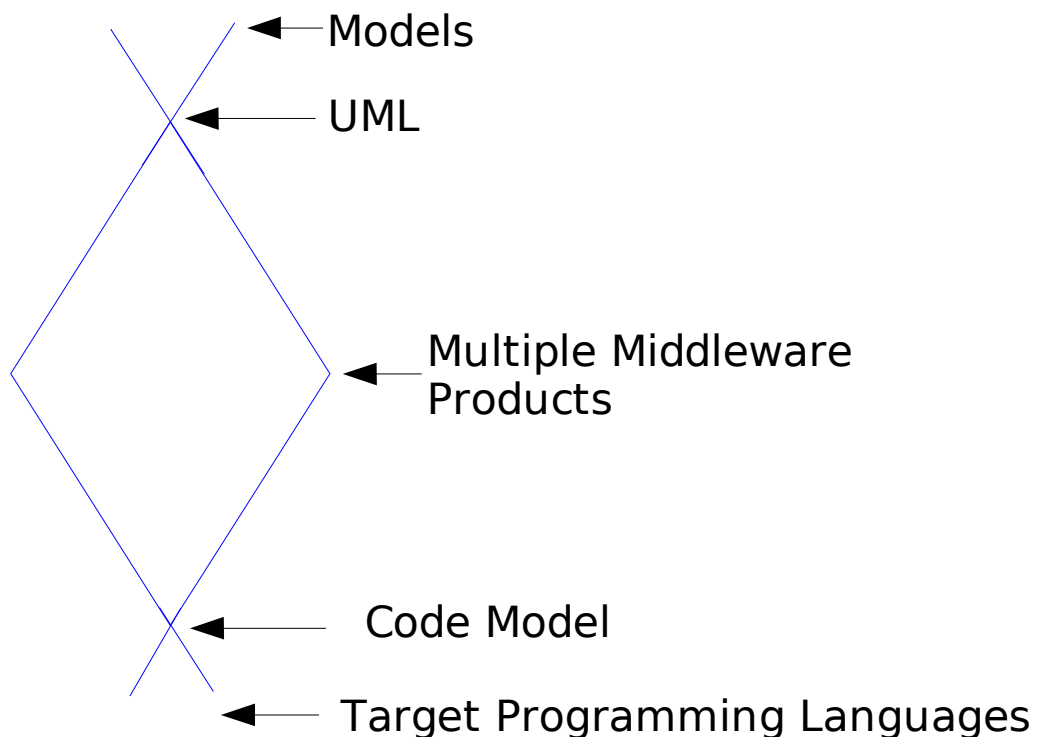 Models
UML
Multiple Middleware
Products
Code Model
Target Programming Languages